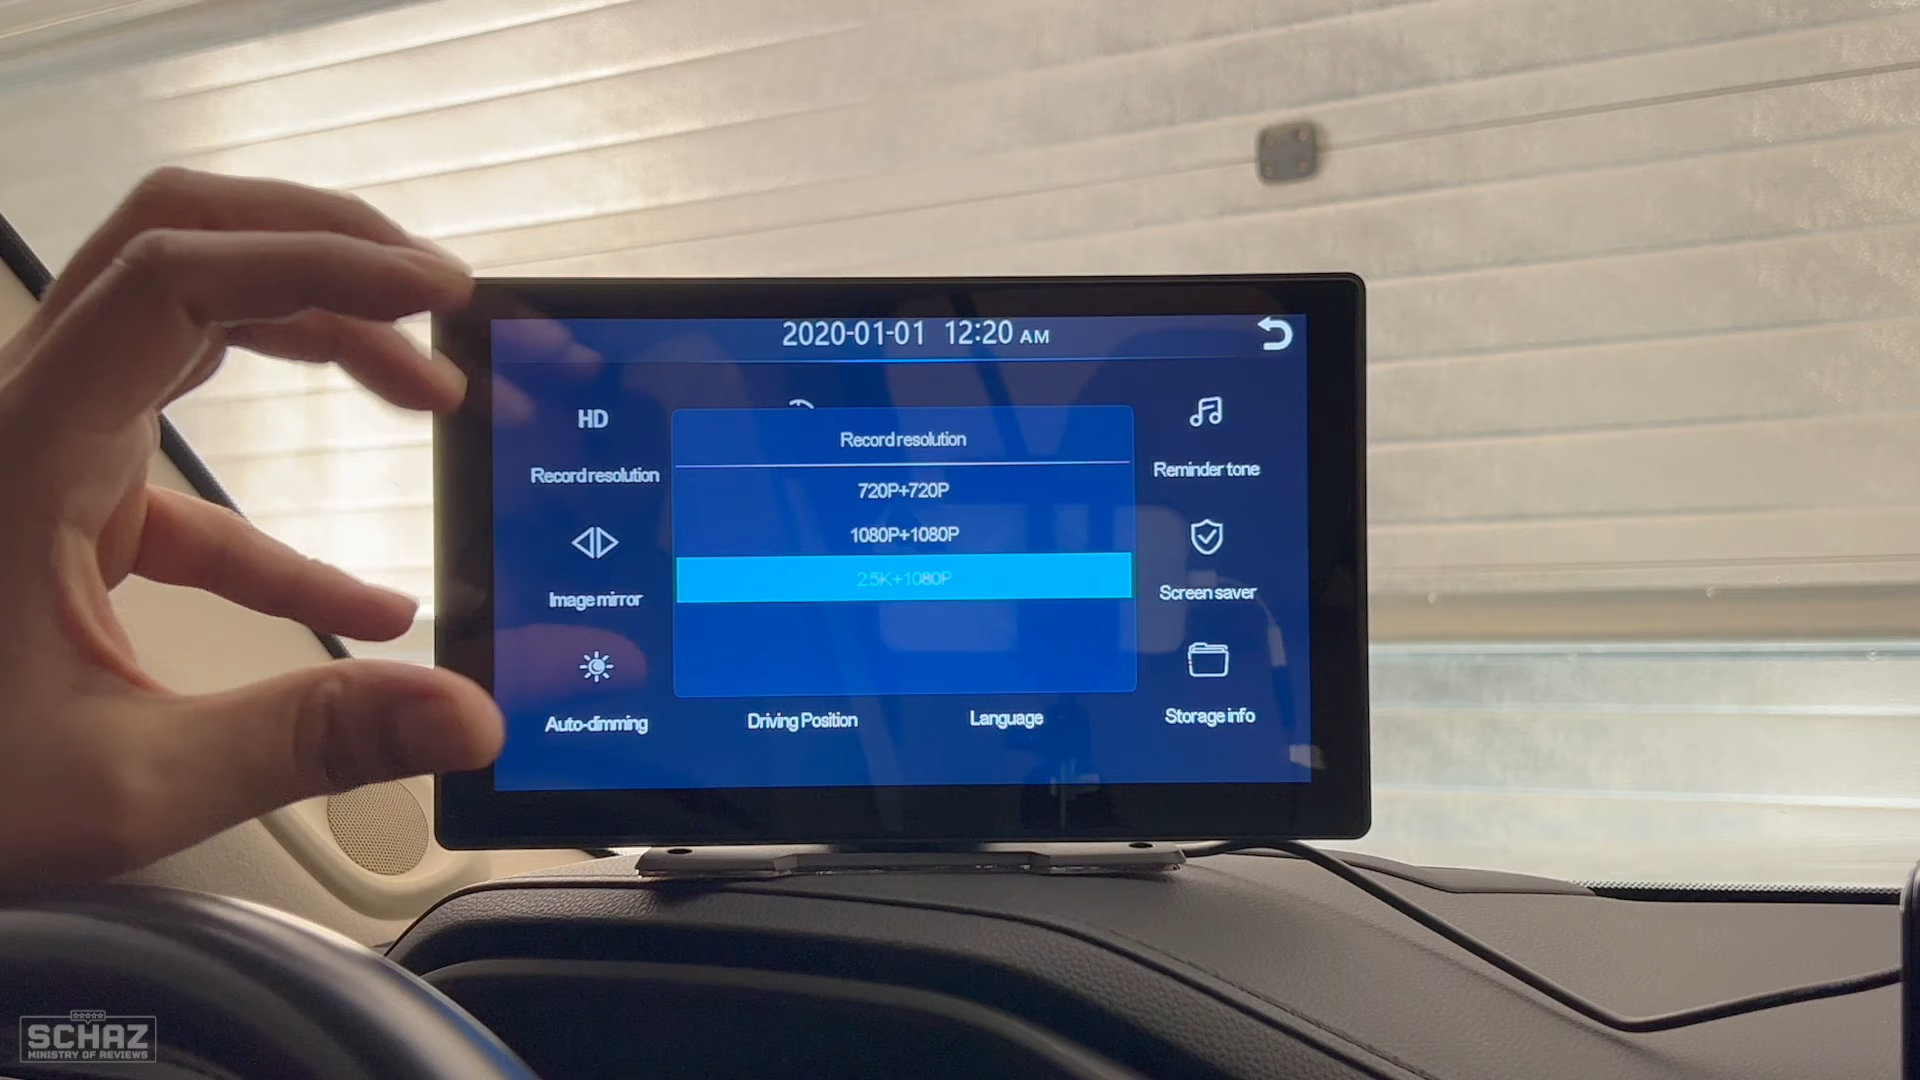 2020-01-01 12:20 AM
HD
Record resolution
Record resolution
720P+720P
1080P+1080P
2.5K+1080P
Reminder tone
Image mirror
Screen saver
Auto-dimming
Driving Position
Language
Storage info
SCHAZ
MINISTRY OF REVIEWS